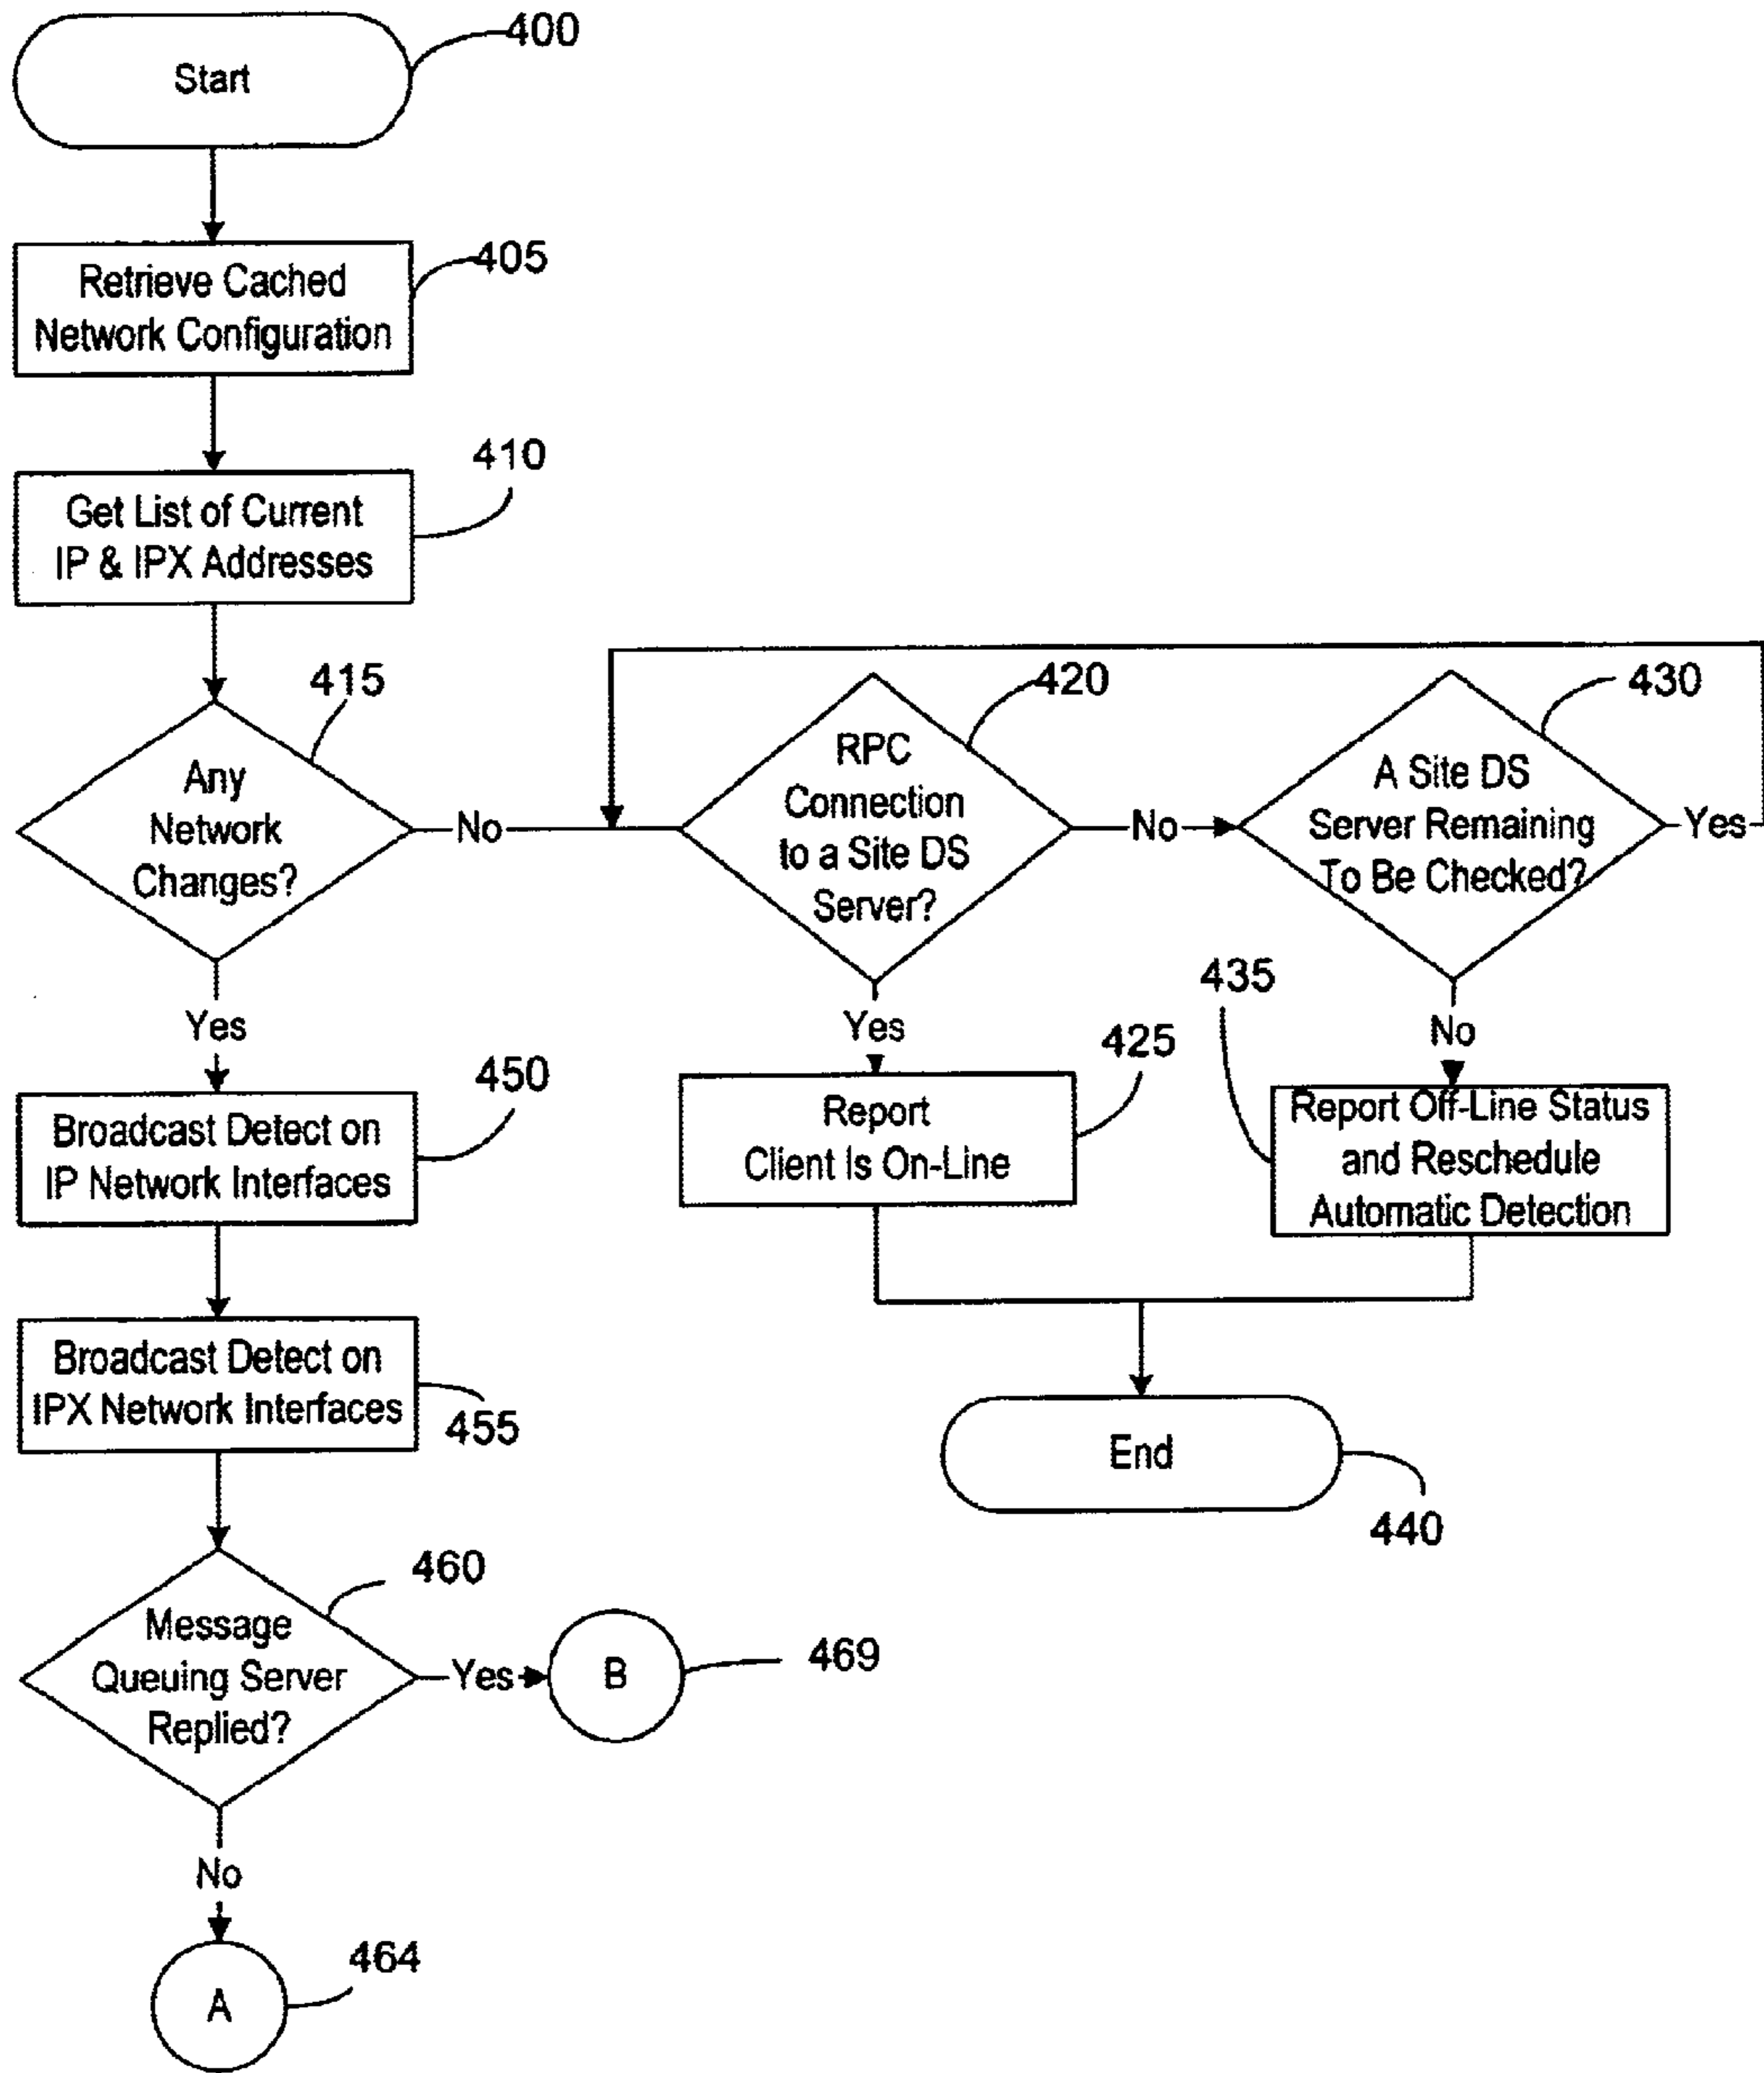 400
Start
405
Retrieve Cached
Network Configuration
410
Get List of Current
IP & IPX Addresses
415
Any
Network
Changes?
No
420
RPC
Connection
to a Site DS
Server?
No
430
A Site DS
Server Remaining
To Be Checked?
Yes
Yes
Yes
No
435
425
Report
Client Is On-Line
Report Off-Line Status
and Reschedule
Automatic Detection
450
Broadcast Detect on
IP Network Interfaces
Broadcast Detect on
IPX Network Interfaces
455
End
440
460
Message
Queuing Server
Replied?
Yes
B
469
No
A
464